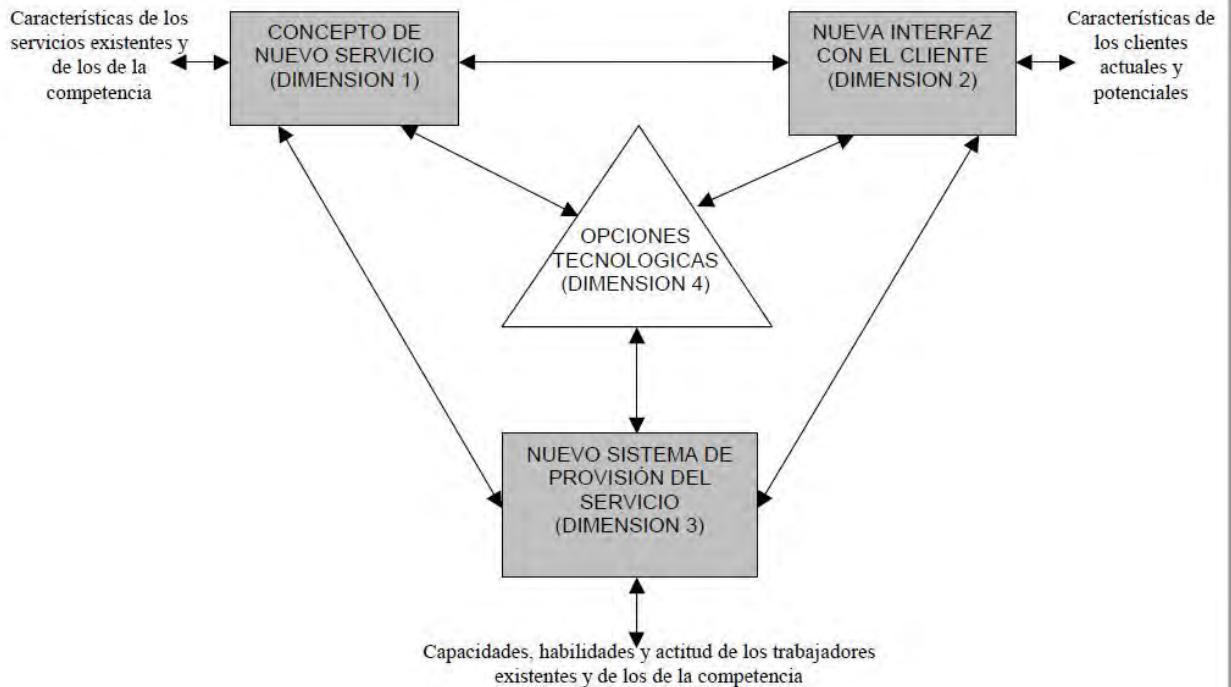 Características de los
servicios existentes y
de los de la
competencia
CONCEPTO DE
NUEVO SERVICIO
(DIMENSION 1)
NUEVA INTERFAZ
CON EL CLIENTE
(DIMENSION 2)
Características de
los clientes
actuales y
potenciales
OPCIONES
TECNOLOGICAS
(DIMENSION 4)
NUEVO SISTEMA DE
PROVISIÓN DEL
SERVICIO
(DIMENSION 3)
Capacidades, habilidades y actitud de los trabajadores
existentes y de los de la competencia